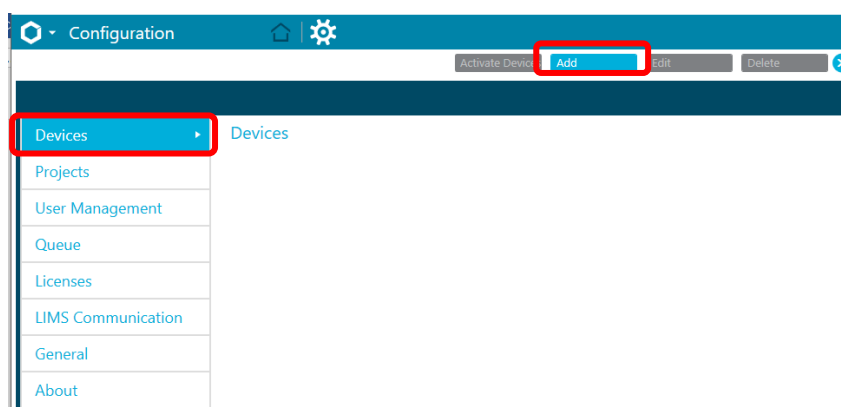 Configuration
Activate Device Add Edit Delete
Devices Devices
Projects
User Management
Queue
Licenses
LIMS Communication
General
About